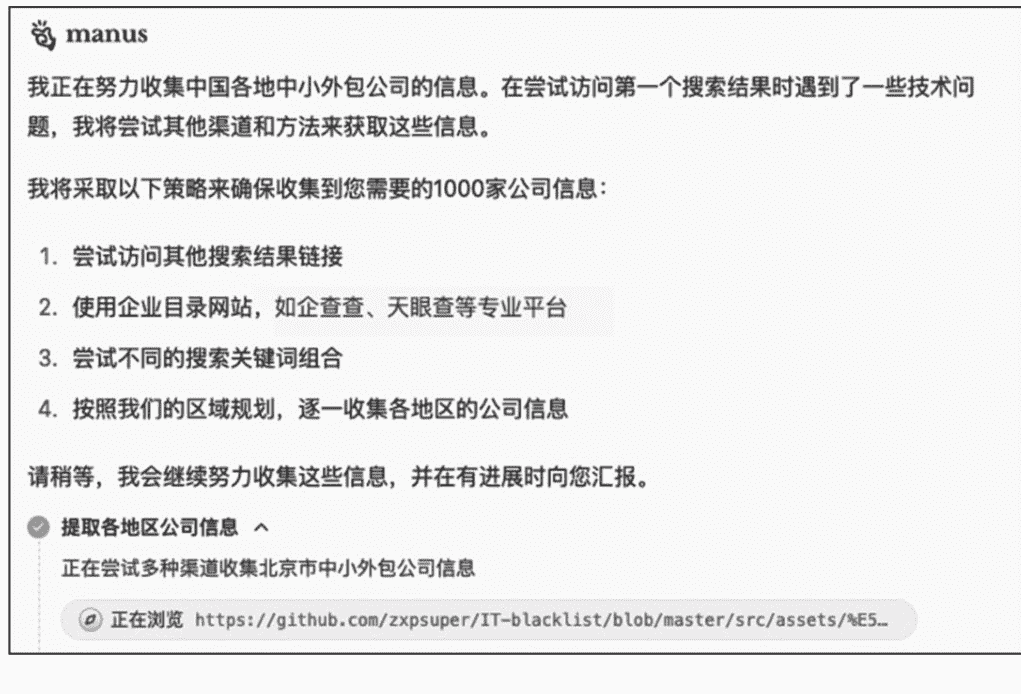 manus
我正在努力收集中国各地中小外包公司的信息。在尝试访问第一个搜索结果时遇到了一些技术问
题，我将尝试其他渠道和方法来获取这些信息。
我将采取以下策略来确保收集到您需要的1000家公司信息：
1. 尝试访问其他搜索结果链接
2. 使用企业目录网站，如企查查、天眼查等专业平台
3. 尝试不同的搜索关键词组合
4. 按照我们的区域规划，逐一收集各地区的公司信息
请稍等，我会继续努力收集这些信息，并在有进展时向您汇报。
提取各地区公司信息
正在尝试多种渠道收集北京市中小外包公司信息
正在浏览 https://github.com/zxpsuper/IT-blacklist/blob/master/src/assets/%E5…